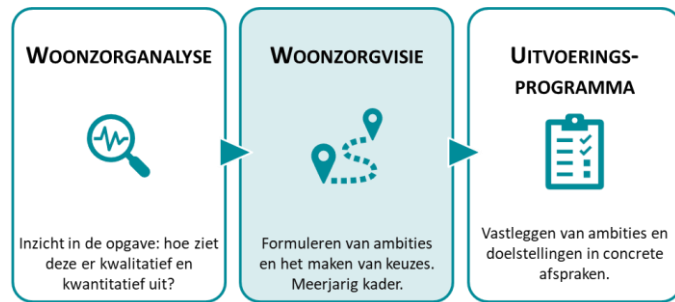 WOONZORGANALYSE
Inzicht in de opgave: hoe ziet
deze er kwalitatief en
kwantitatief uit?
WOONZORGVISIE
Formuleren van ambities
en het maken van keuzes.
Meerjarig kader.
UITVOERINGS-
PROGRAMMA
Vastleggen van ambities en
doelstellingen in concrete
afspraken.